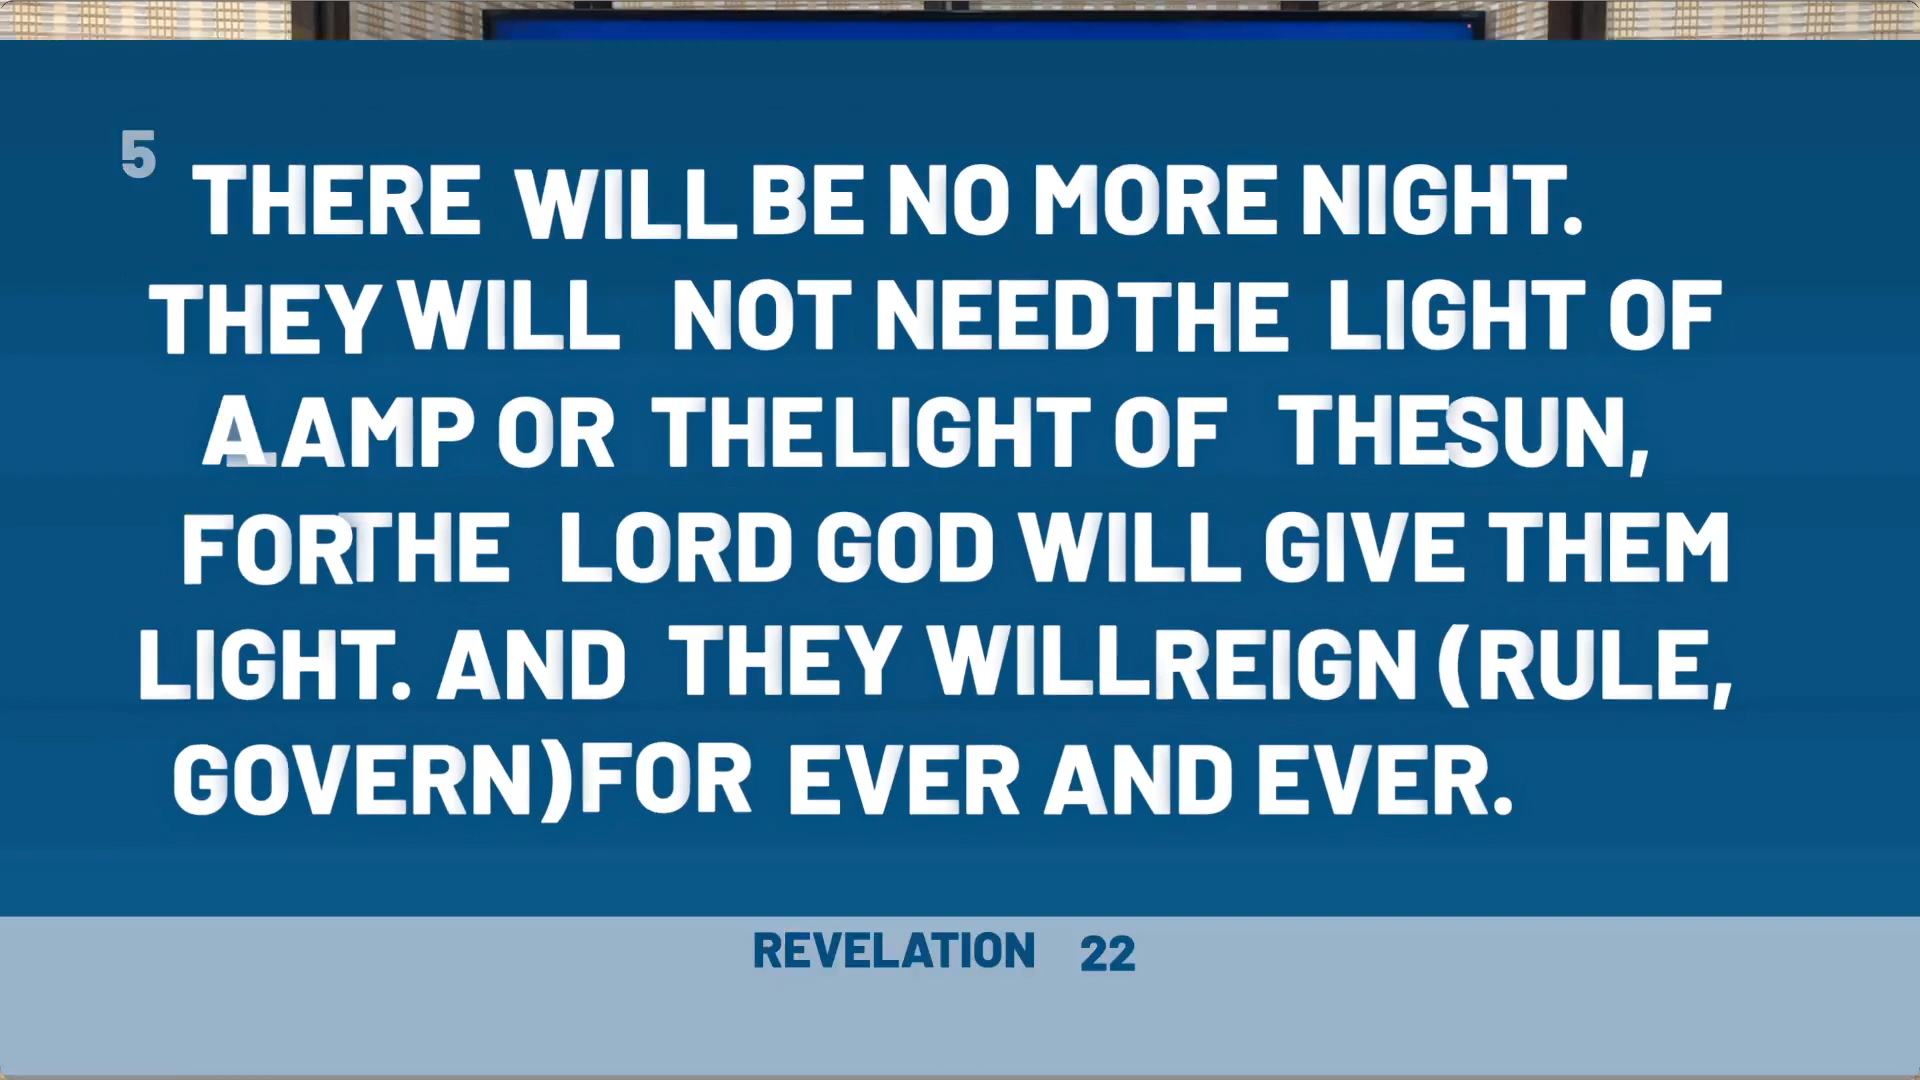 5 THERE WILL BE NO MORE NIGHT.
THEY WILL NOT NEED THE LIGHT OF
A LAMP OR THE LIGHT OF THE SUN,
FOR THE LORD GOD WILL GIVE THEM
LIGHT. AND THEY WILL REIGN (RULE,
GOVERN) FOR EVER AND EVER.
REVELATION 22